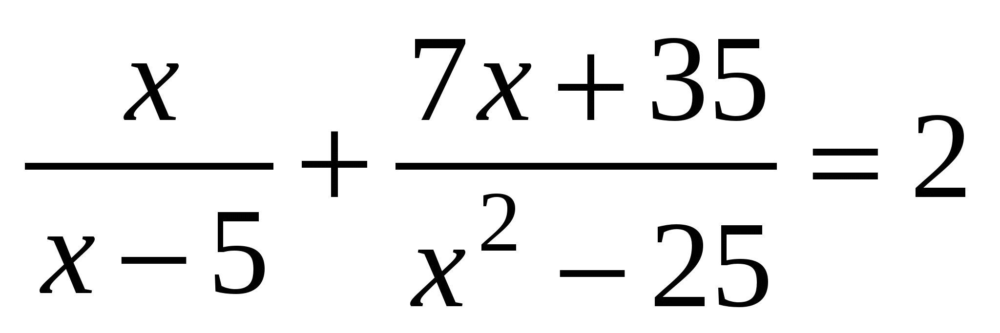 x/(x − 5) + (7x + 35)/(x² − 25) = 2